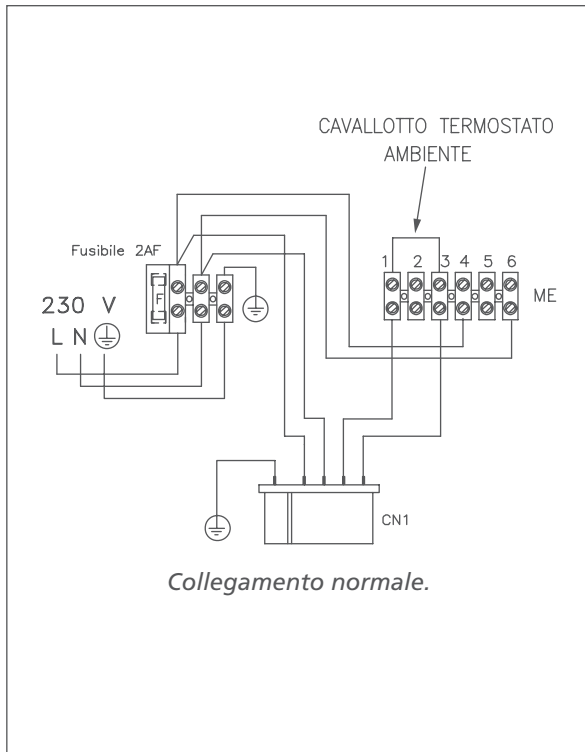 CAVALLOTTO TERMOSTATO
AMBIENTE
Fusibile 2AF
1 2 3 4 5 6
F
ME
230 V
L N
CN1
Collegamento normale.